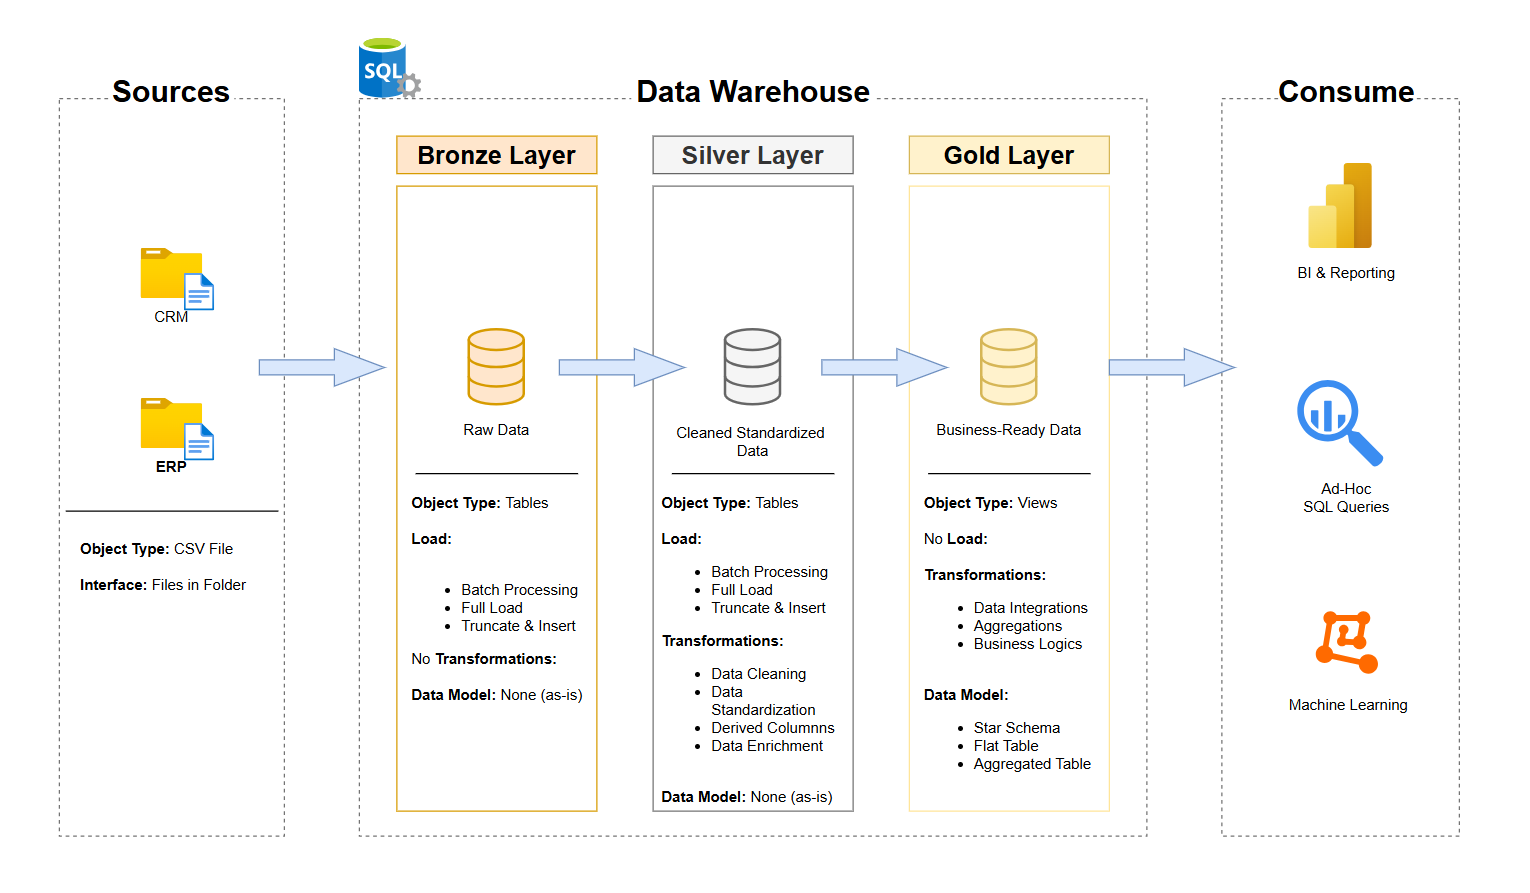 Sources
CRM
ERP
Object Type: CSV File
Interface: Files in Folder
SQL
Data Warehouse
Bronze Layer
Raw Data
Object Type: Tables
Load:
Batch Processing
Full Load
Truncate & Insert
No Transformations:
Data Model: None (as-is)
Silver Layer
Cleaned Standardized
Data
Object Type: Tables
Load:
Batch Processing
Full Load
Truncate & Insert
Transformations:
Data Cleaning
Data
Standardization
Derived Columnns
Data Enrichment
Data Model: None (as-is)
Gold Layer
Business-Ready Data
Object Type: Views
No Load:
Transformations:
Data Integrations
Aggregations
Business Logics
Data Model:
Star Schema
Flat Table
Aggregated Table
Consume
BI & Reporting
Ad-Hoc
SQL Queries
Machine Learning